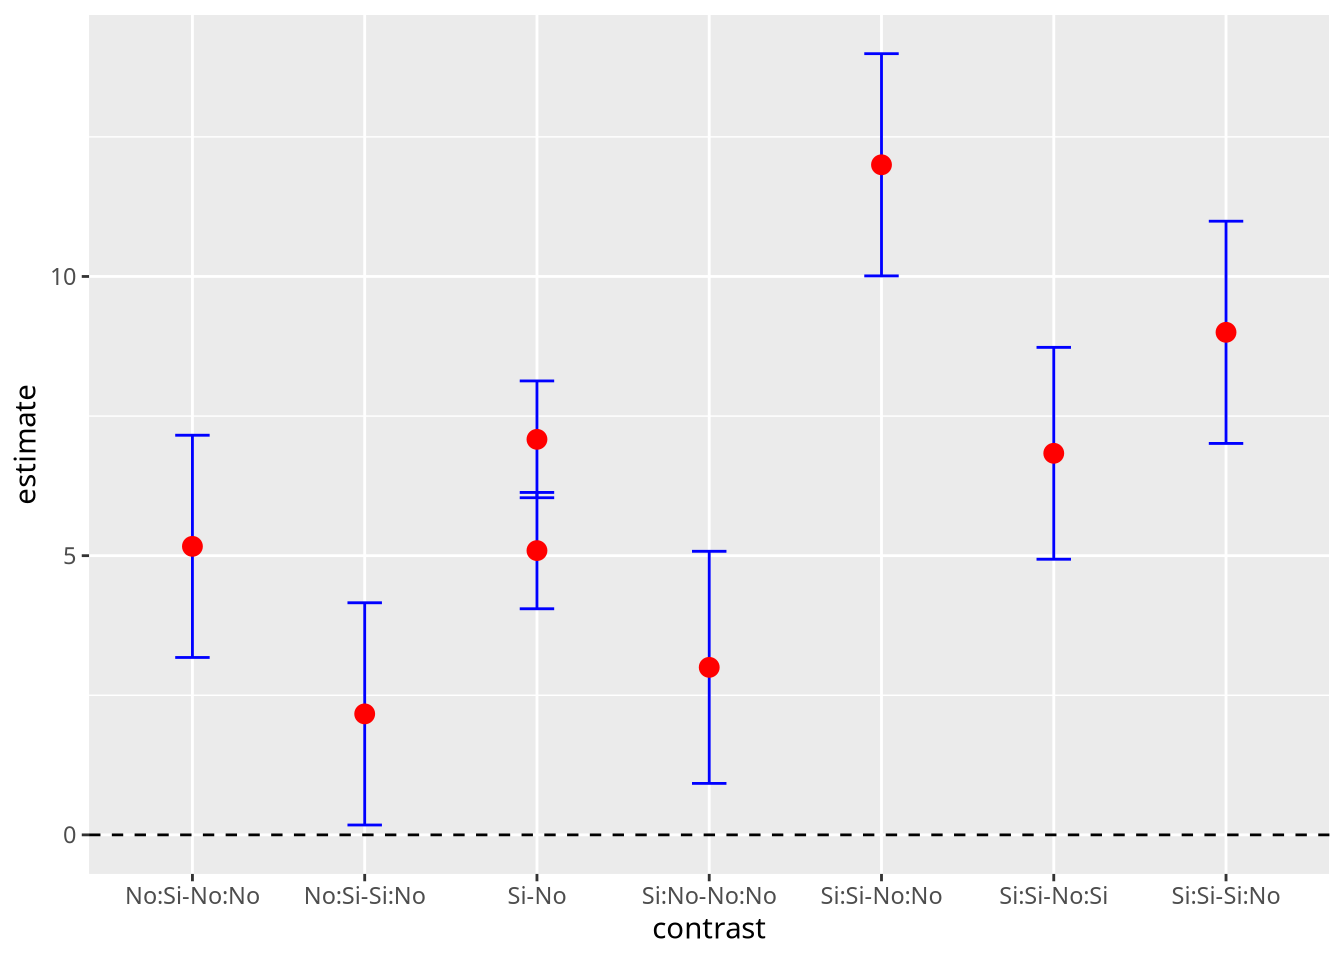 estimate
10
5
0
No:Si-No:No No:Si-Si:No Si-No Si:No-No:No Si:Si-No:No Si:Si-No:Si Si:Si-Si:No
contrast